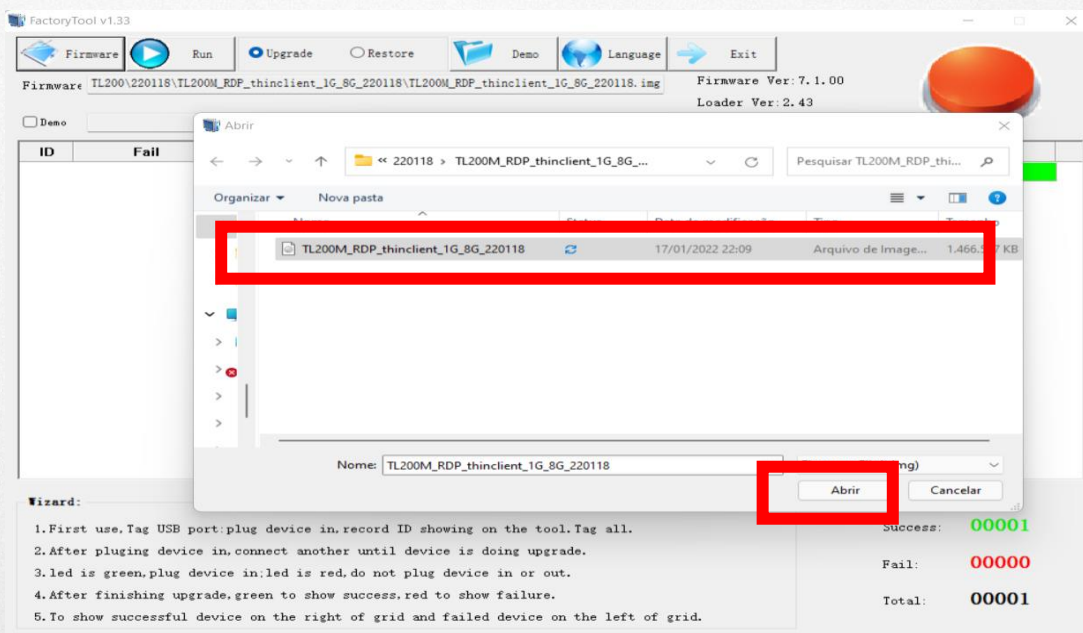 FactoryTool v1.33
Firmware Run Upgrade Restore Demo Language Exit
Firmware TL200\220118\TL200M_RDP_thinclient_1G_8G_220118\TL200M_RDP_thinclient_1G_8G_220118.img Firmware Ver:7.1.00
Loader Ver:2.43
Demo
Abrir
ID Fail
« 220118 › TL200M_RDP_thinclient_1G_8G_... Pesquisar TL200M_RDP_thi...
Organizar Nova pasta
TL200M_RDP_thinclient_1G_8G_220118 17/01/2022 22:09 Arquivo de Image... KB
Nome: TL200M_RDP_thinclient_1G_8G_220118
Abrir Cancelar
Wizard:
1.First use,Tag USB port:plug device in,record ID showing on the tool.Tag all.
2.After pluging device in,connect another until device is doing upgrade.
3.led is green,plug device in;led is red,do not plug device in or out.
4.After finishing upgrade,green to show success,red to show failure.
5.To show successful device on the right of grid and failed device on the left of grid.
Success: 00001
Fail: 00000
Total: 00001